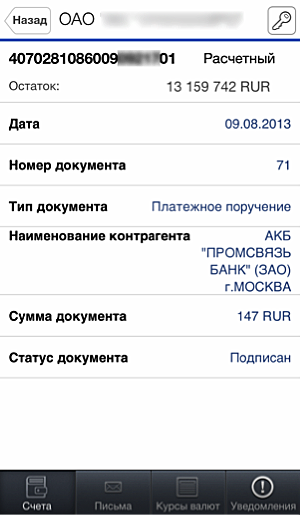 Назад ОАО
4070281086009 01 Расчетный
Остаток: 13 159 742 RUR
Дата 09.08.2013
Номер документа 71
Тип документа Платежное поручение
Наименование контрагента АКБ
"ПРОМСВЯЗЬ
БАНК" (ЗАО)
г.МОСКВА
Сумма документа 147 RUR
Статус документа Подписан
Счета Письма Курсы валют Уведомления